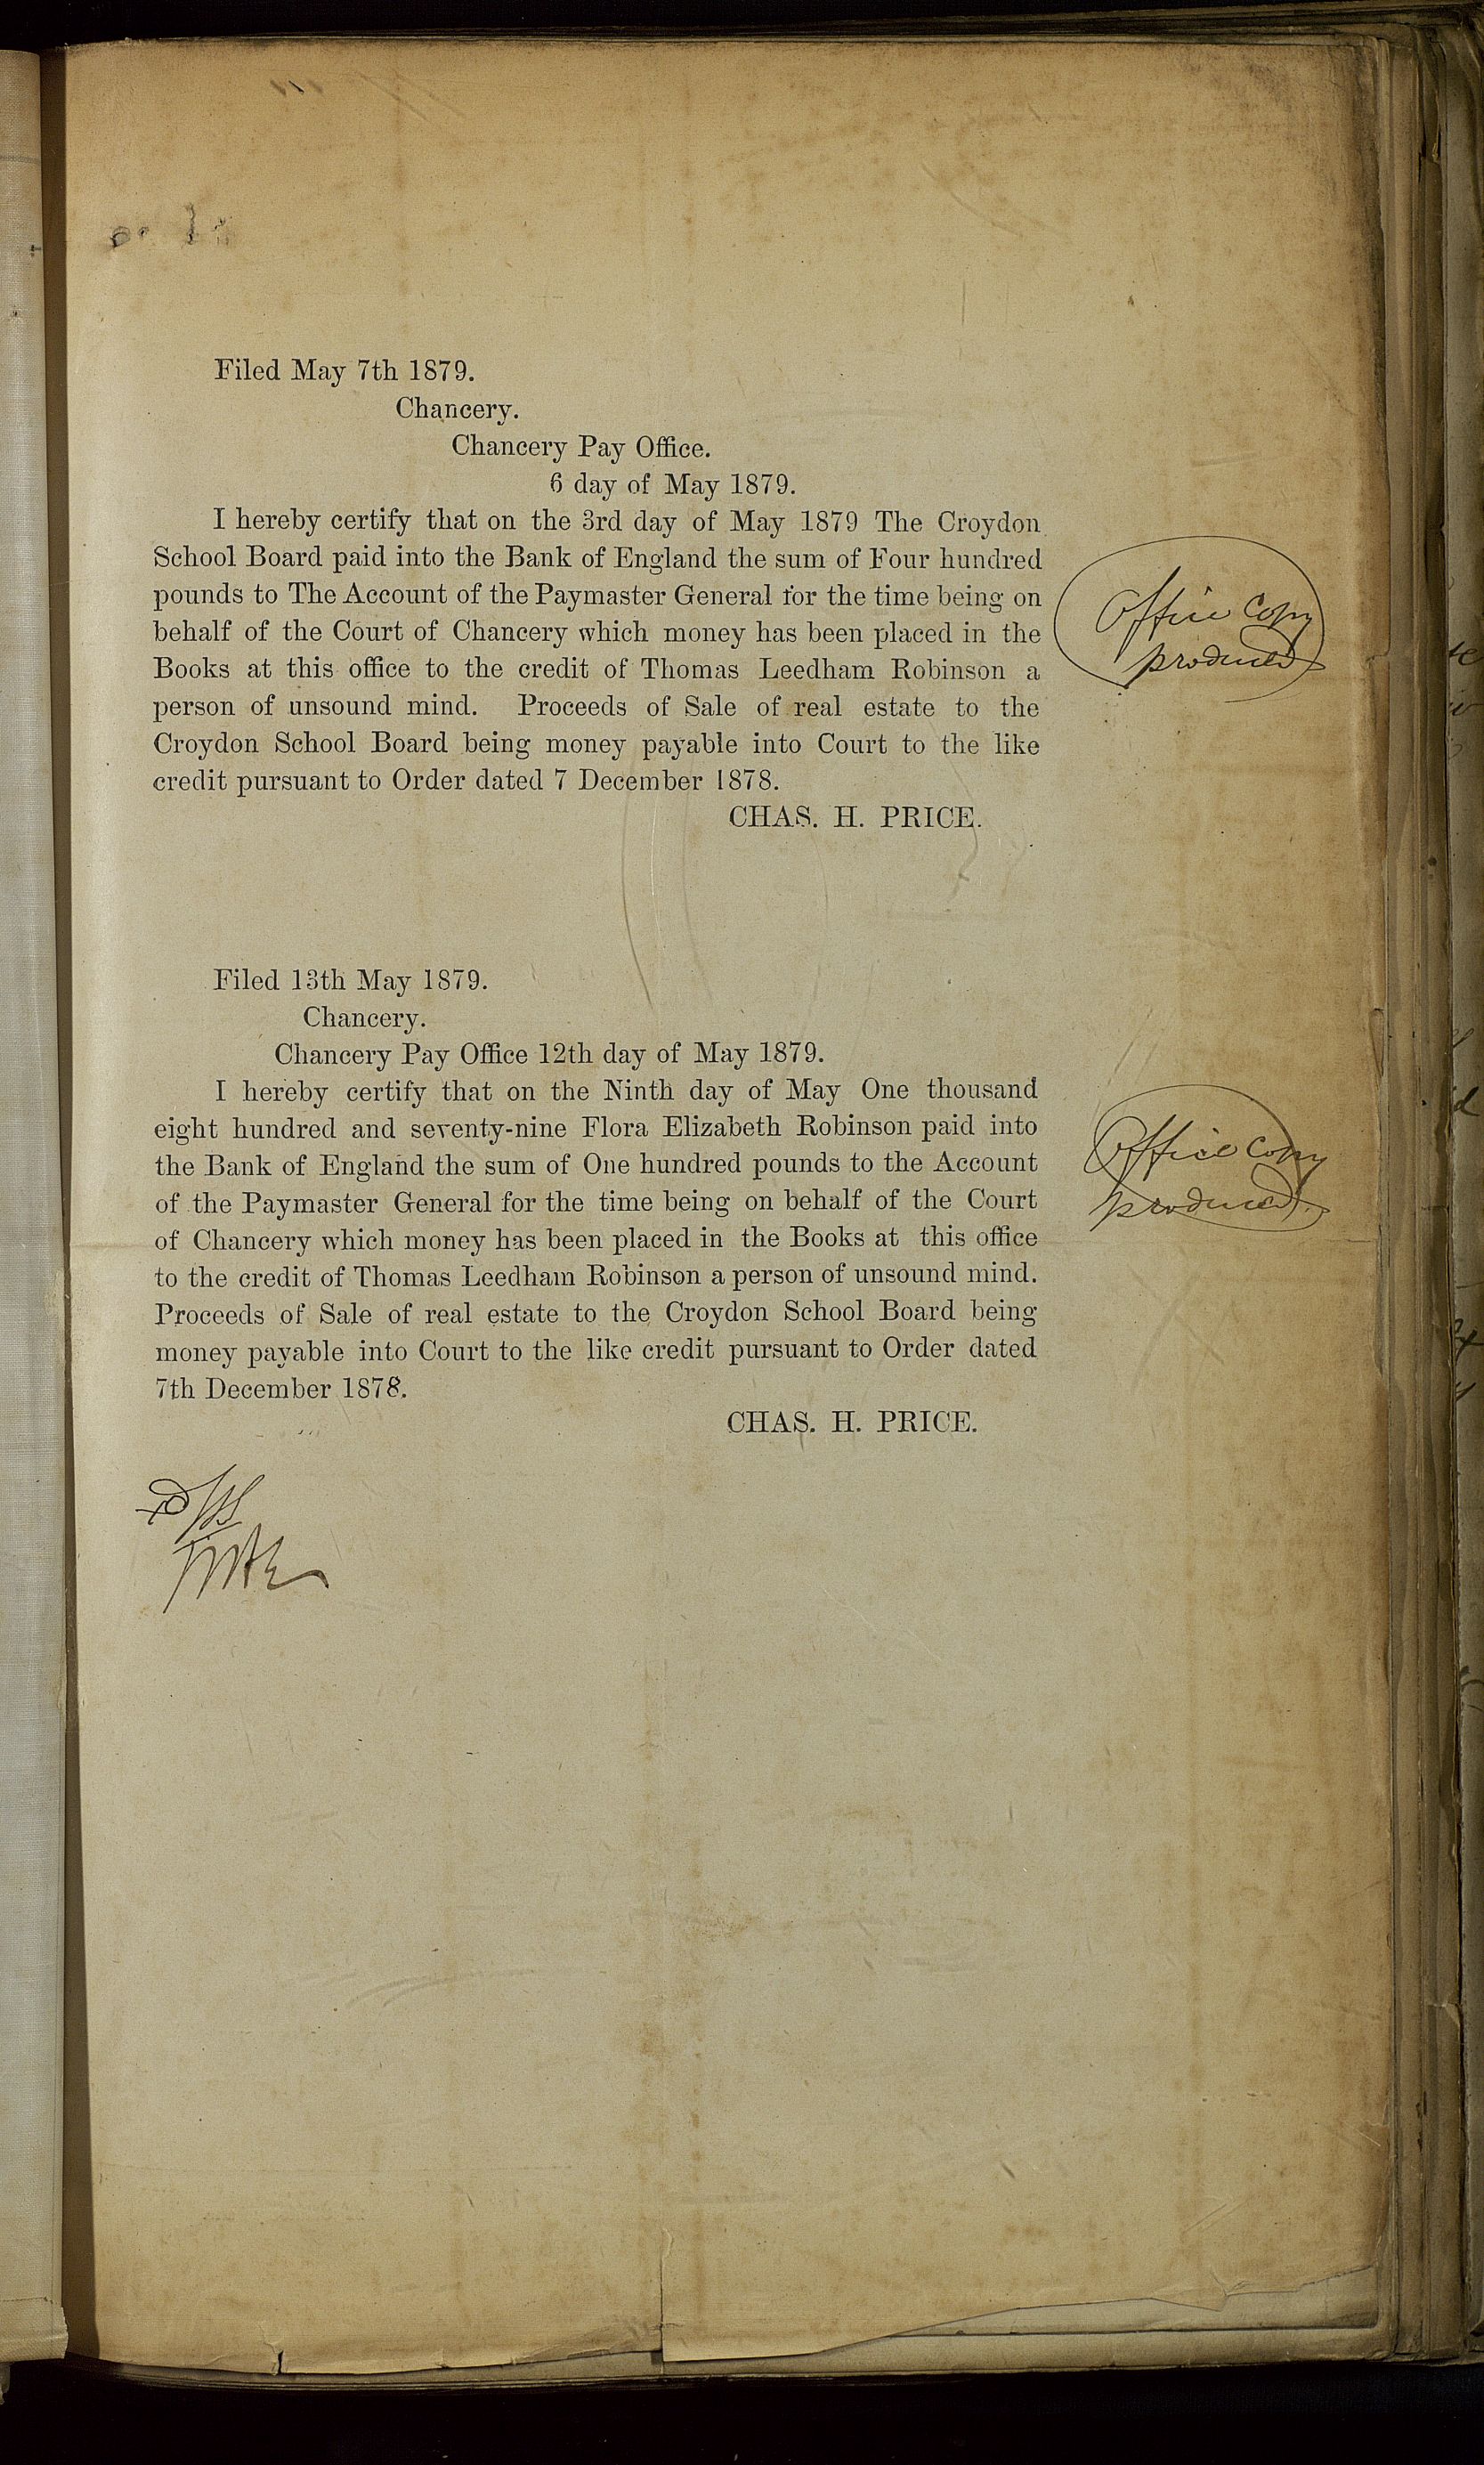 Filed May 7th 1879.
Chancery.
Chancery Pay Office.
6 day of May 1879.
I hereby certify that on the 3rd day of May 1879 The Croydon
School Board paid into the Bank of England the sum of Four hundred
pounds to The Account of the Paymaster General for the time being on
behalf of the Court of Chancery which money has been placed in the
Books at this office to the credit of Thomas Leedham Robinson a
person of unsound mind. Proceeds of Sale of real estate to the
Croydon School Board being money payable into Court to the like
credit pursuant to Order dated 7 December 1878.
CHAS. H. PRICE.
Office copy
produced
Filed 13th May 1879.
Chancery.
Chancery Pay Office 12th day of May 1879.
I hereby certify that on the Ninth day of May One thousand
eight hundred and seventy-nine Flora Elizabeth Robinson paid into
the Bank of England the sum of One hundred pounds to the Account
of the Paymaster General for the time being on behalf of the Court
of Chancery which money has been placed in the Books at this office
to the credit of Thomas Leedham Robinson a person of unsound mind.
Proceeds of Sale of real estate to the Croydon School Board being
money payable into Court to the like credit pursuant to Order dated
7th December 1878.
CHAS. H. PRICE.
Office copy
produced